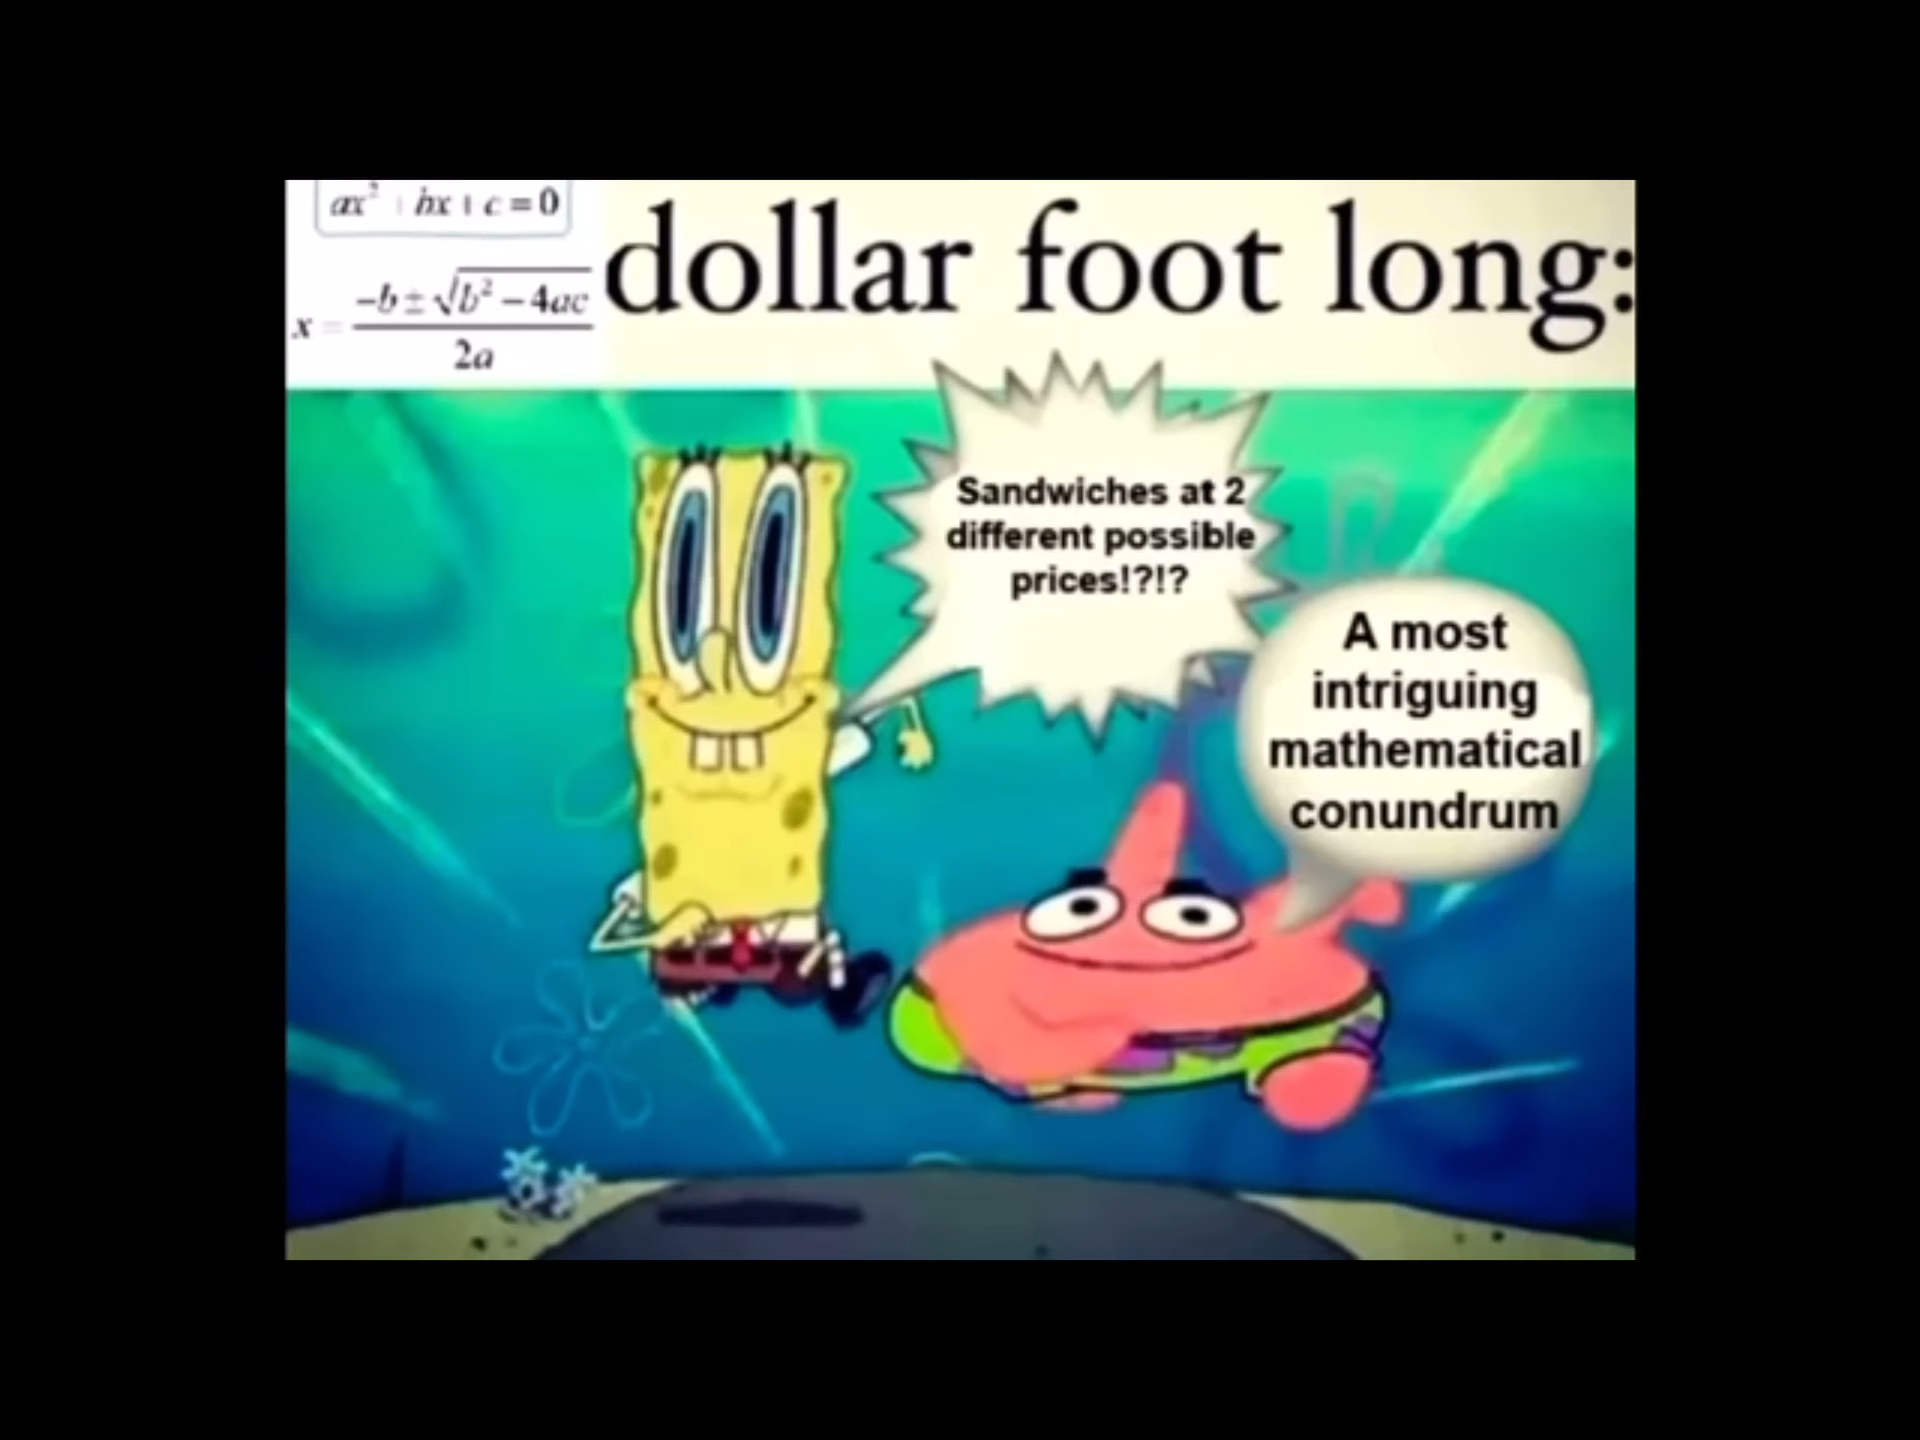 ax² + bx + c = 0
x = (-b ± √(b² - 4ac)) / 2a
dollar foot long:
Sandwiches at 2
different possible
prices!?!?
A most
intriguing
mathematical
conundrum